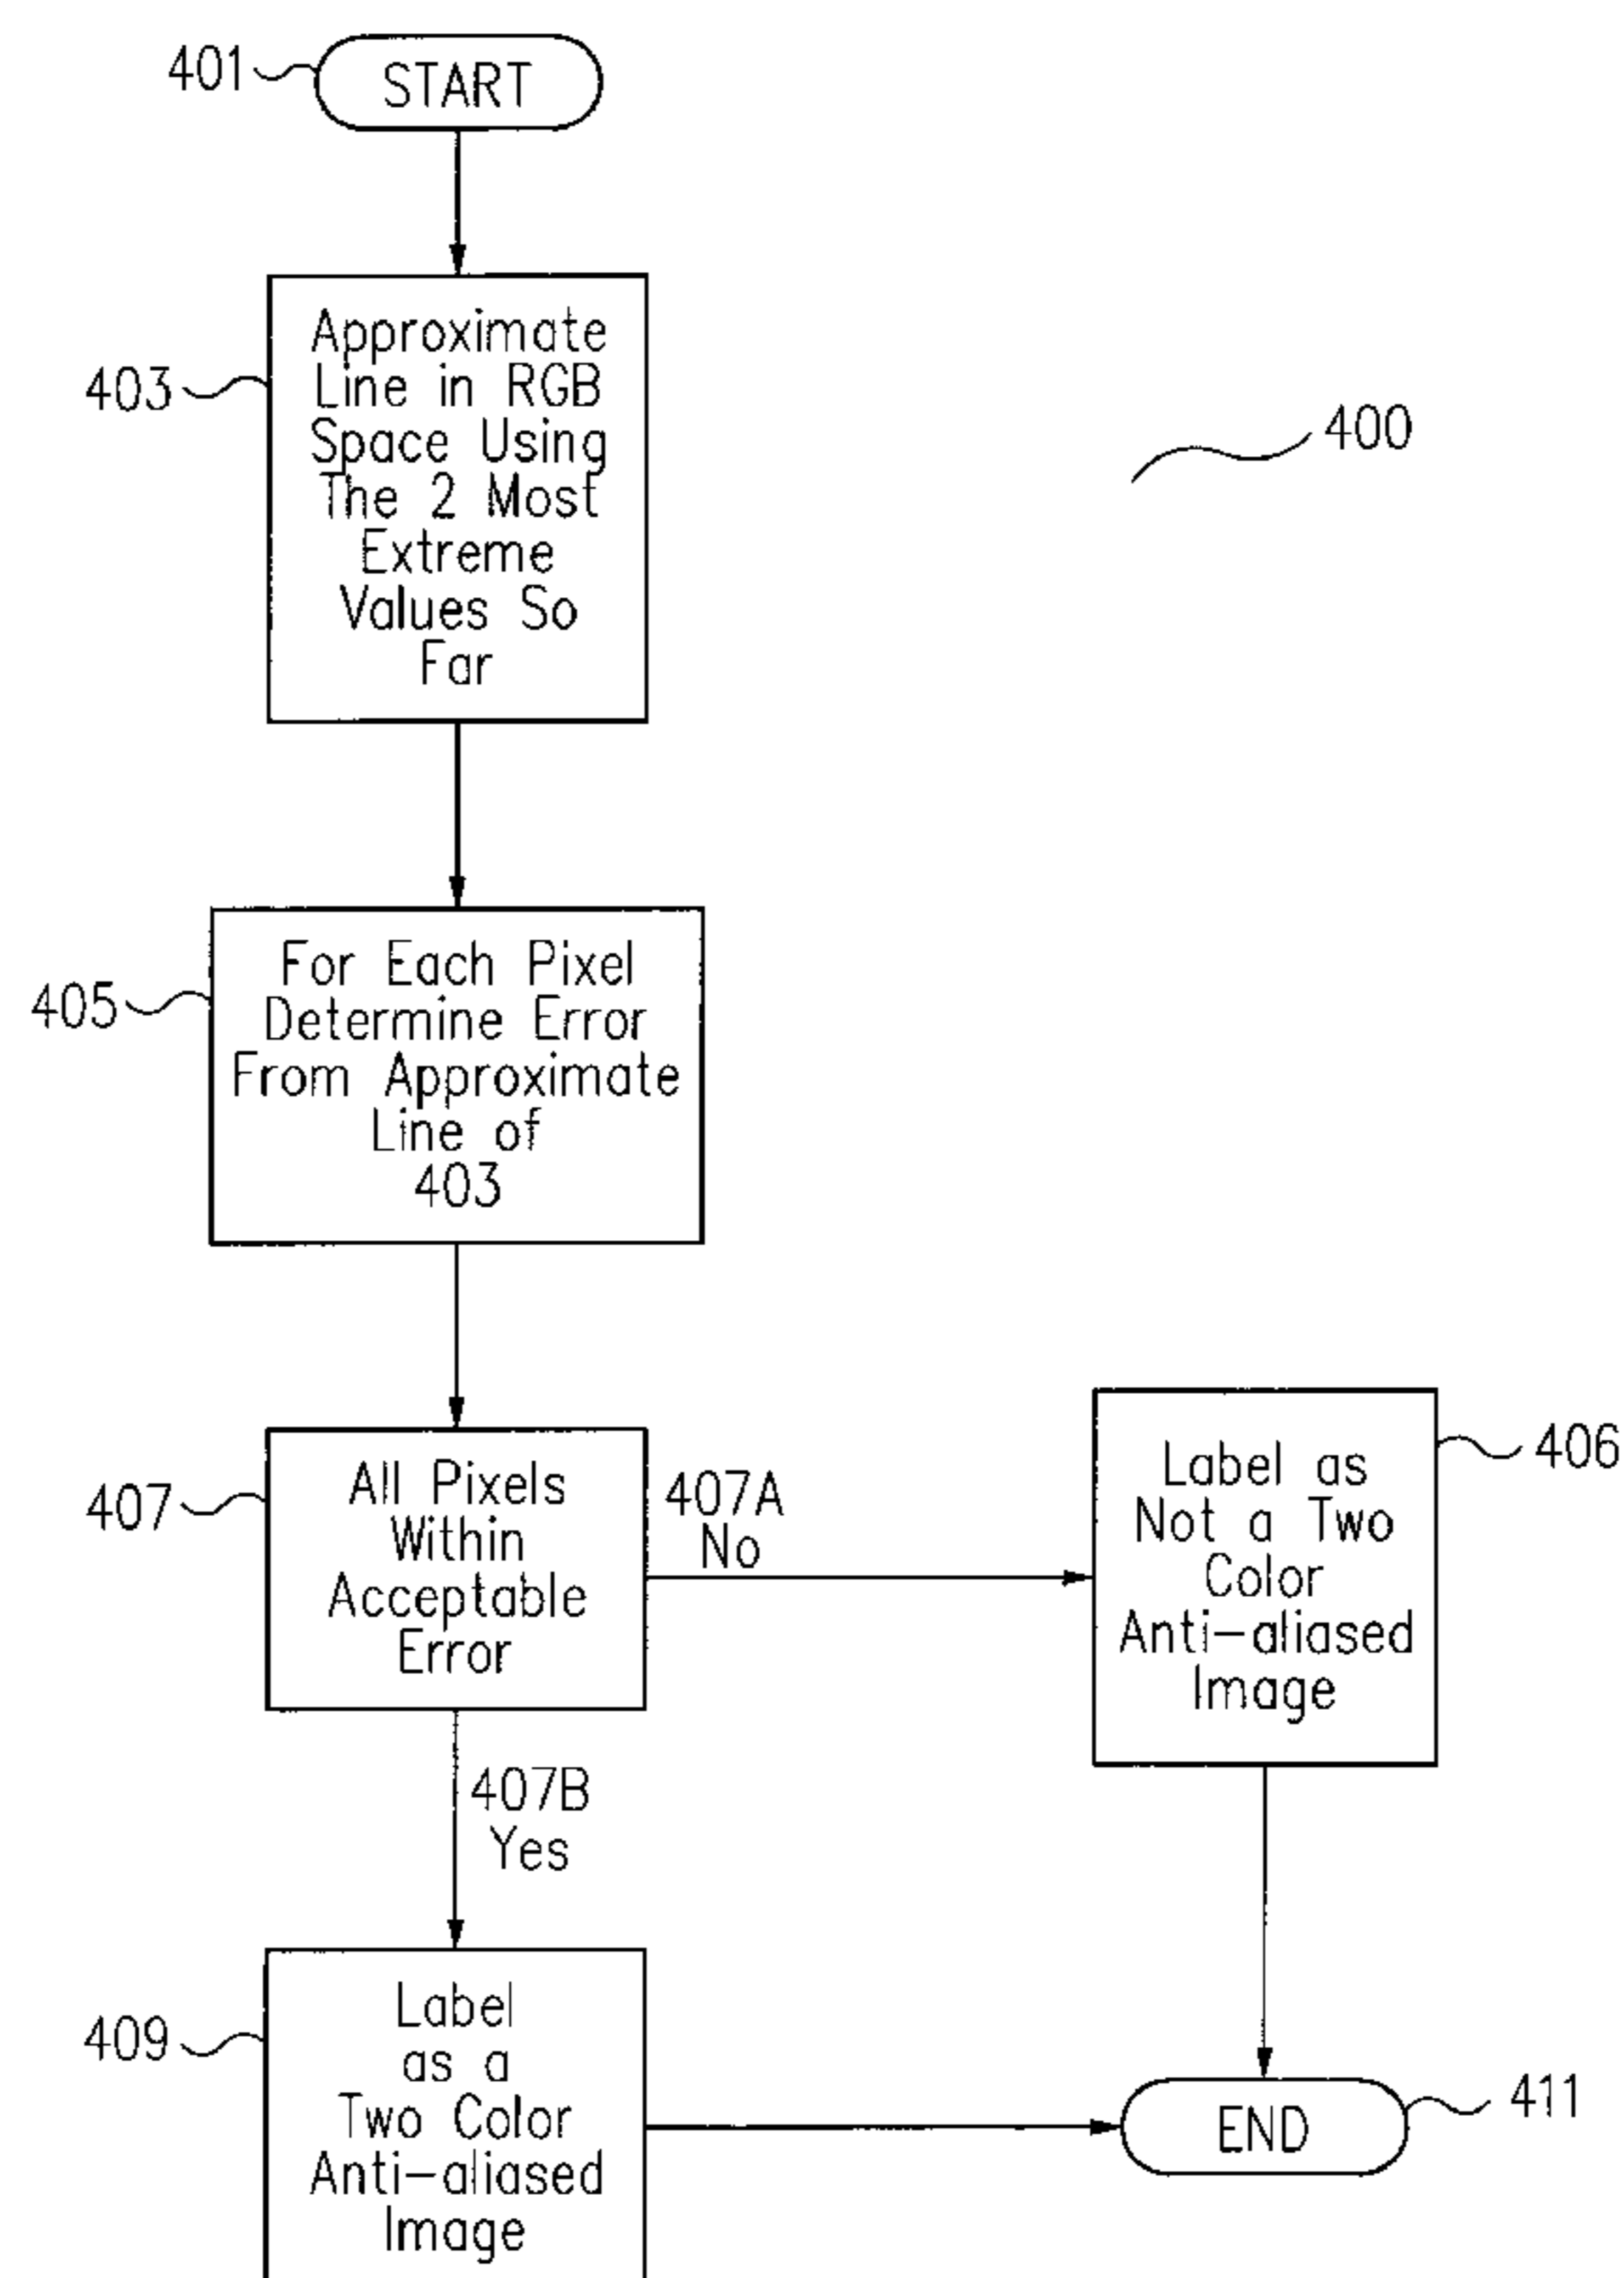 401
START
403
Approximate
Line in RGB
Space Using
The 2 Most
Extreme
Values So
Far
400
405
For Each Pixel
Determine Error
From Approximate
Line of
403
407
All Pixels
Within
Acceptable
Error
407A
No
406
Label as
Not a Two
Color
Anti-aliased
Image
407B
Yes
409
Label
as a
Two Color
Anti-aliased
Image
END
411